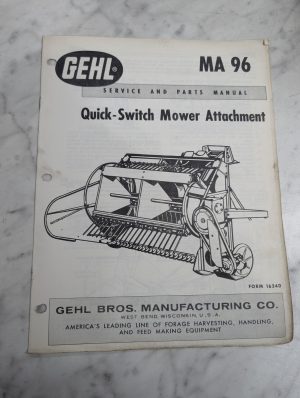 GEHL® MA 96
SERVICE AND PARTS MANUAL
Quick-Switch Mower Attachment
FORM 16240
GEHL BROS. MANUFACTURING CO.
WEST BEND, WISCONSIN, U.S.A.
AMERICA'S LEADING LINE OF FORAGE HARVESTING, HANDLING,
AND FEED MAKING EQUIPMENT